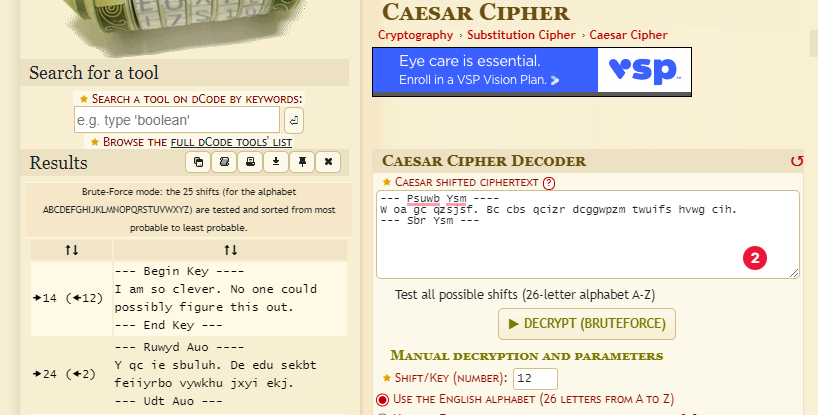 CAESAR CIPHER
Cryptography › Substitution Cipher › Caesar Cipher
Eye care is essential.
Enroll in a VSP Vision Plan.
vsp
Search for a tool
★ SEARCH A TOOL ON DCODE BY KEYWORDS:
e.g. type 'boolean'
★ BROWSE THE FULL DCODE TOOLS' LIST
Results
Brute-Force mode: the 25 shifts (for the alphabet
ABCDEFGHIJKLMNOPQRSTUVWXYZ) are tested and sorted from most
probable to least probable.
↑↓ ↑↓
--- Begin Key ----
I am so clever. No one could
➔14 (←12) possibly figure this out.
--- End Key ---
--- Ruwyd Auo ----
Y qc ie sbuluh. De edu sekbt
➔24 (←2) feiiyrbo vywkhu jxyi ekj.
--- Udt Auo ---
CAESAR CIPHER DECODER
★ CAESAR SHIFTED CIPHERTEXT ?
--- Psuwb Ysm ----
W oa gc qzsjsf. Bc cbs qcizr dcggwpzm twuifs hvwg cih.
--- Sbr Ysm ---
2
Test all possible shifts (26-letter alphabet A-Z)
▶ DECRYPT (BRUTEFORCE)
MANUAL DECRYPTION AND PARAMETERS
★ SHIFT/KEY (NUMBER): 12
USE THE ENGLISH ALPHABET (26 LETTERS FROM A TO Z)